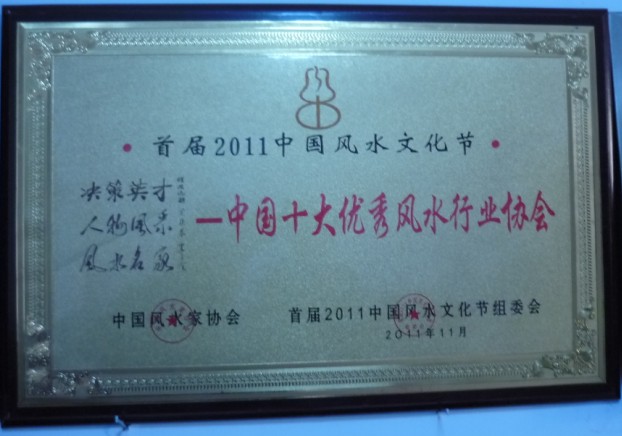 首届2011中国风水文化节
决策英才
人物风采
风水名家
一中国十大优秀风水行业协会
中国风水家协会
首届2011中国风水文化节组委会
2011年11月